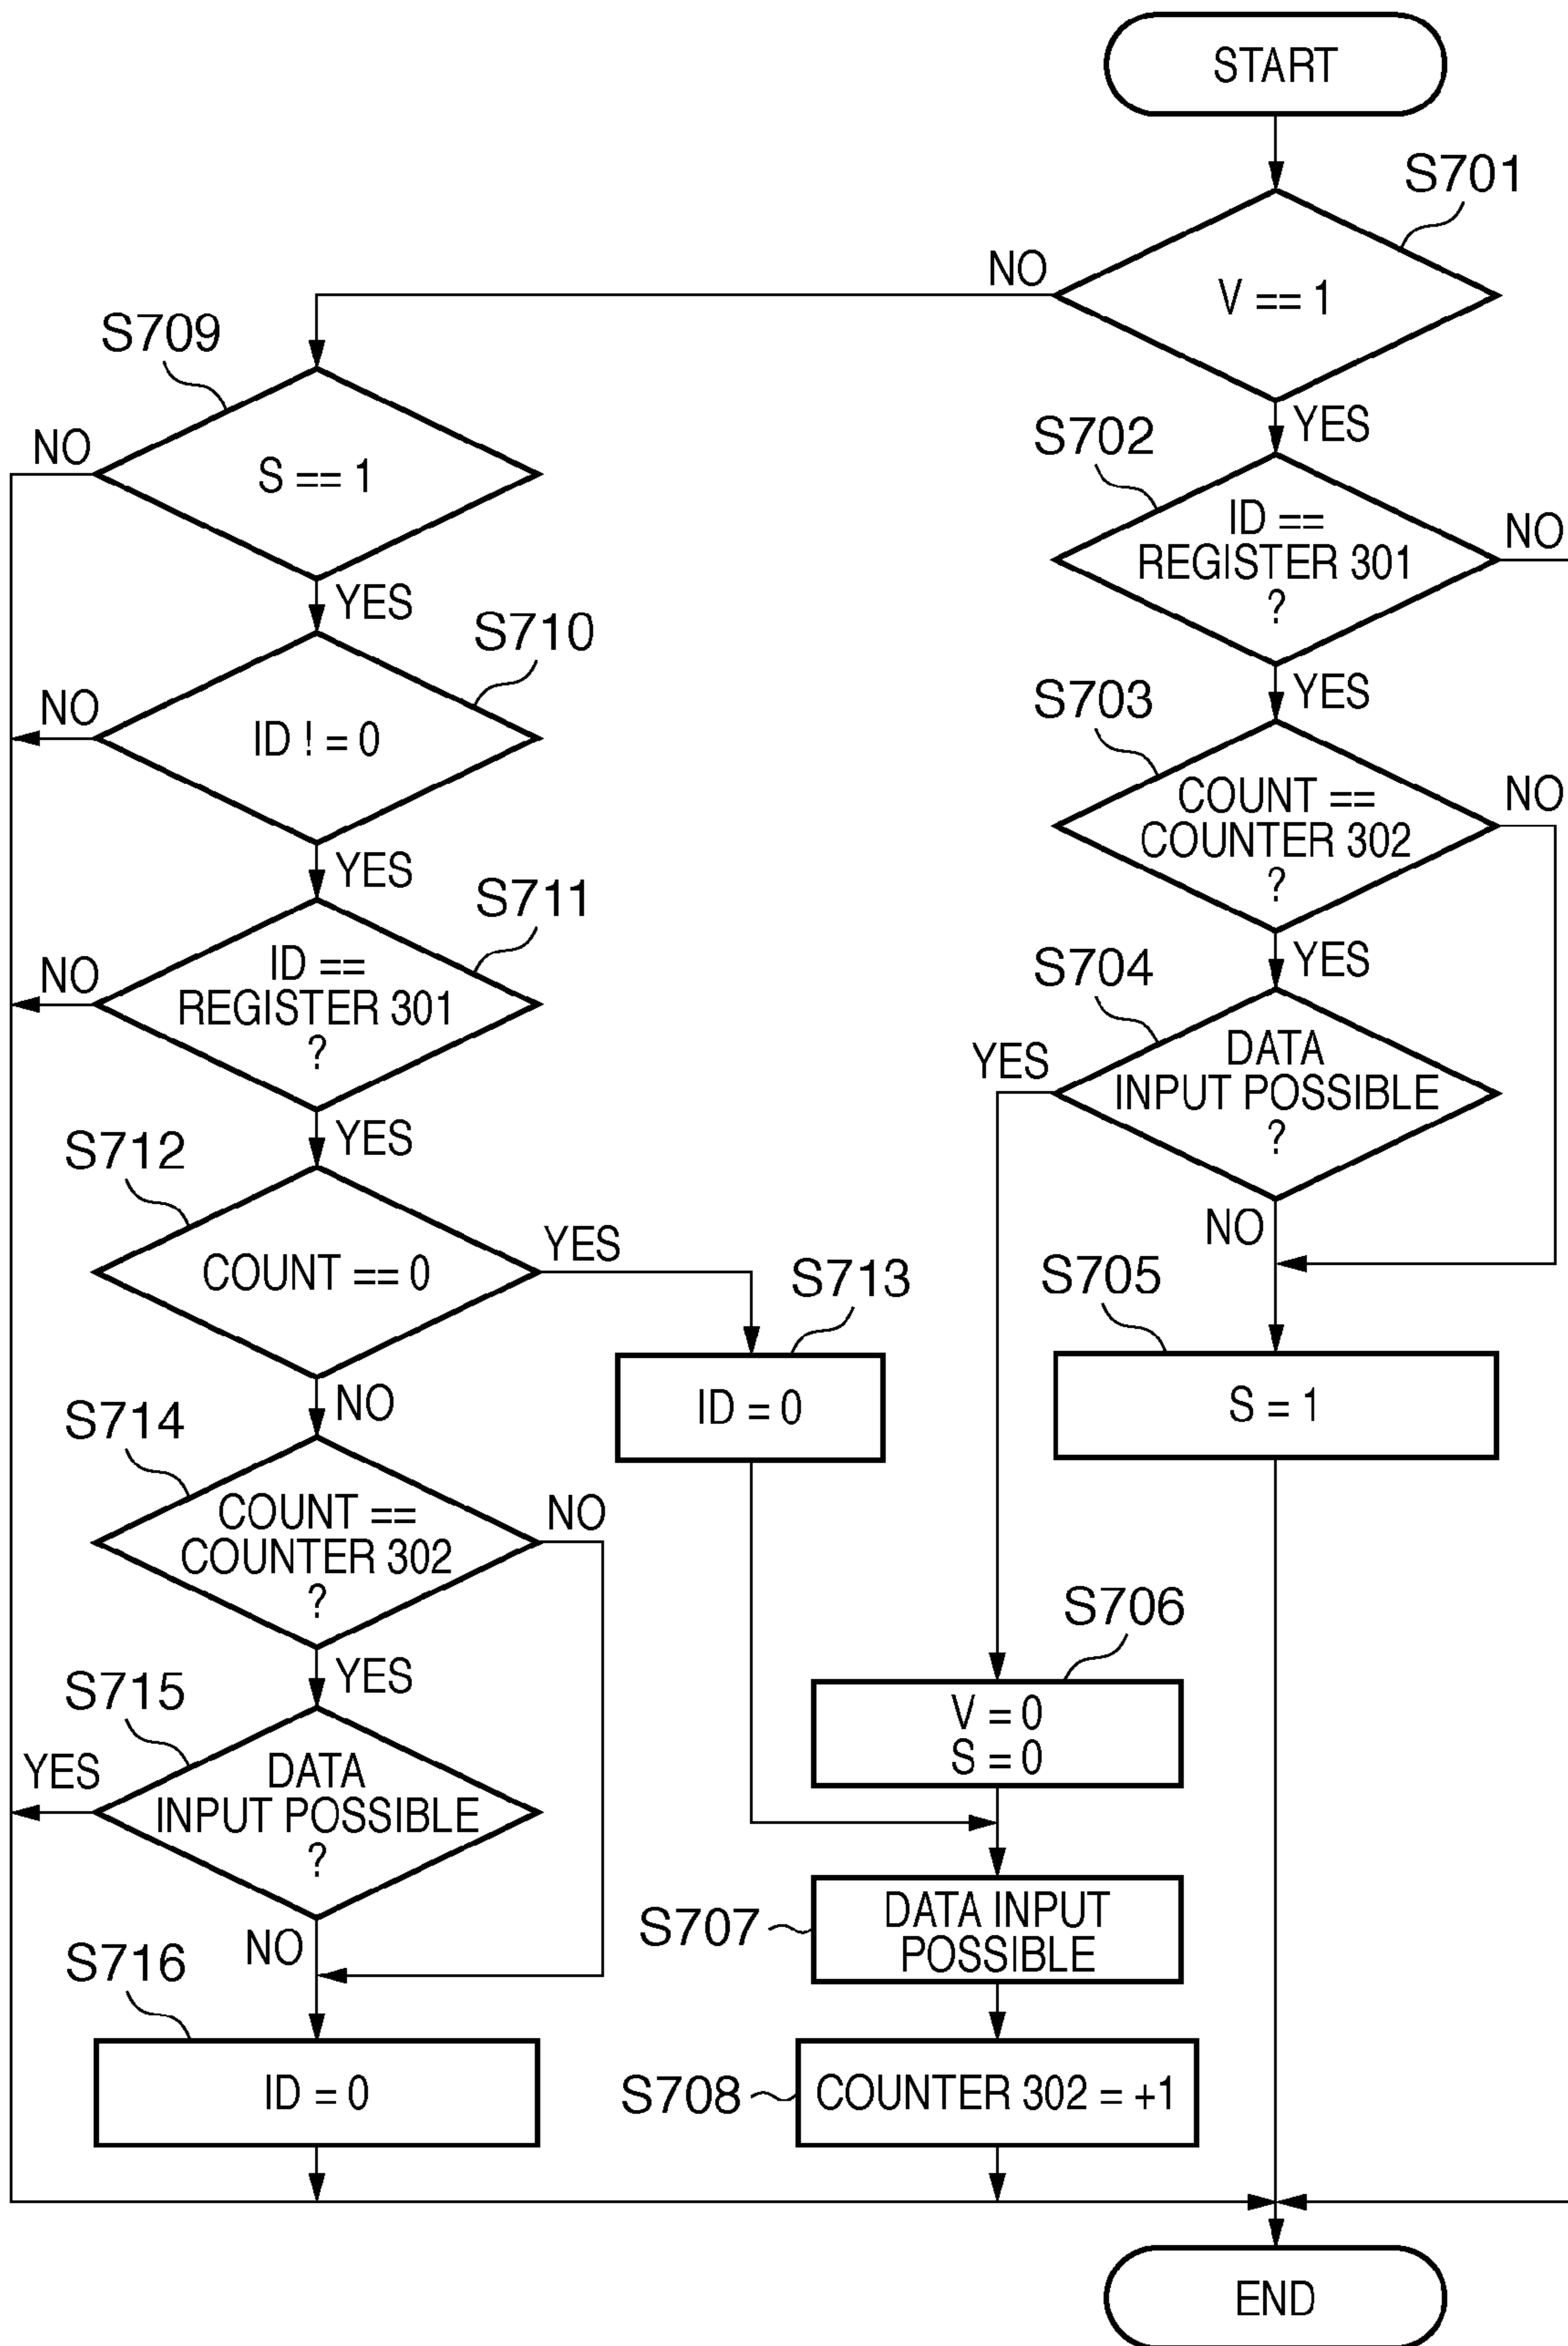 START
S701
V == 1
NO
YES
S702
ID ==
REGISTER 301
?
NO
YES
S703
COUNT ==
COUNTER 302
?
NO
YES
S704
DATA
INPUT POSSIBLE
?
YES
NO
S705
S = 1
S706
V = 0
S = 0
S707
DATA INPUT
POSSIBLE
S708
COUNTER 302 = +1
S709
S == 1
NO
YES
S710
ID ! = 0
NO
YES
S711
ID ==
REGISTER 301
?
NO
YES
S712
COUNT == 0
YES
NO
S713
ID = 0
S714
COUNT ==
COUNTER 302
?
NO
YES
S715
DATA
INPUT POSSIBLE
?
YES
NO
S716
ID = 0
END